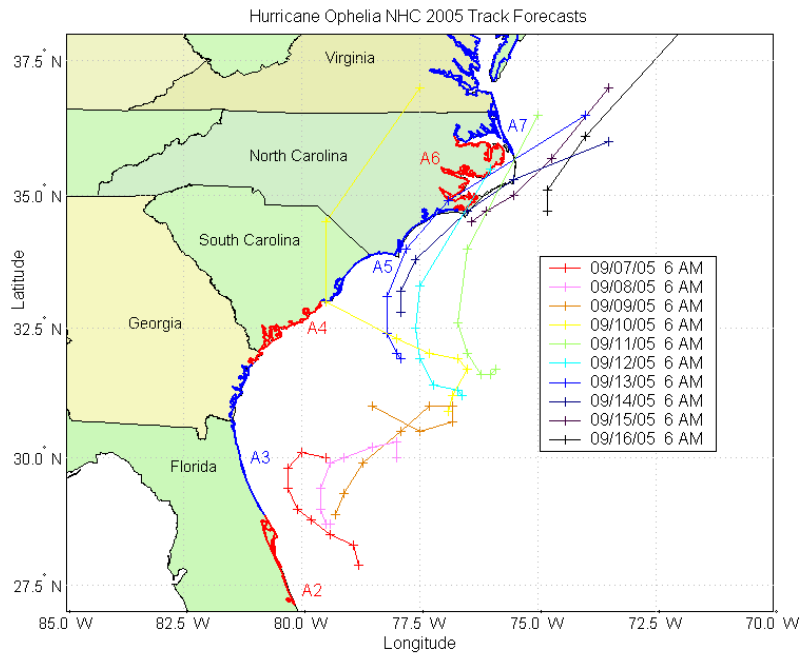 Hurricane Ophelia NHC 2005 Track Forecasts
37.5° N
Virginia
A7
North Carolina
A6
35.0° N
South Carolina
A5
Latitude
09/07/05 6 AM
09/08/05 6 AM
09/09/05 6 AM
09/10/05 6 AM
09/11/05 6 AM
09/12/05 6 AM
09/13/05 6 AM
09/14/05 6 AM
09/15/05 6 AM
09/16/05 6 AM
32.5° N
Georgia
A4
30.0° N
Florida
A3
27.5° N
A2
85.0 W
82.5° W
80.0° W
77.5° W
75.0° W
70.0 W
Longitude